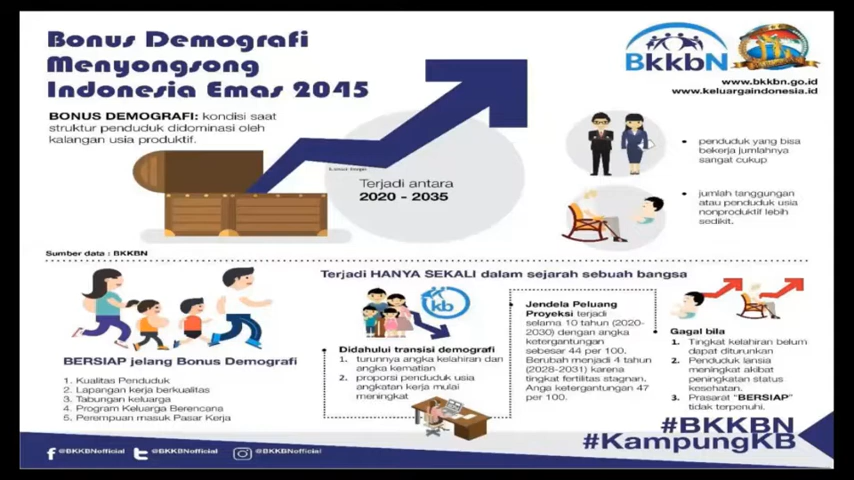 Bonus Demografi
Menyongsong
Indonesia Emas 2045
BONUS DEMOGRAFI: kondisi saat
struktur penduduk didominasi oleh
kalangan usia produktif.
Terjadi antara
2020 - 2035
BkkbN
www.bkkbn.go.id
www.keluargaindonesia.id
• penduduk yang bisa
bekerja jumlahnya
sangat cukup
• jumlah tanggungan
atau penduduk usia
nonproduktif lebih
sedikit.
Sumber data : BKKBN
Terjadi HANYA SEKALI dalam sejarah sebuah bangsa
BERSIAP jelang Bonus Demografi
1. Kualitas Penduduk
2. Lapangan kerja berkualitas
3. Tabungan keluarga
4. Program Keluarga Berencana
5. Perempuan masuk Pasar Kerja
kb
Didahului transisi demografi
1. turunnya angka kelahiran dan
angka kematian
2. proporsi penduduk usia
angkatan kerja mulai
meningkat
Jendela Peluang
Proyeksi terjadi
selama 10 tahun (2020-
2030) dengan angka
ketergantungan
sebesar 44 per 100.
Berubah menjadi 4 tahun
(2028-2031) karena
tingkat fertilitas stagnan.
Anga ketergantungan 47
per 100.
Gagal bila
1. Tingkat kelahiran belum
dapat diturunkan
2. Penduduk lansia
meningkat akibat
peningkatan status
kesehatan.
3. Prasarat "BERSIAP"
tidak terpenuhi.
#BKKBN
#KampungKB
@BKKBNofficial
@BKKBNofficial
@BKKBNofficial